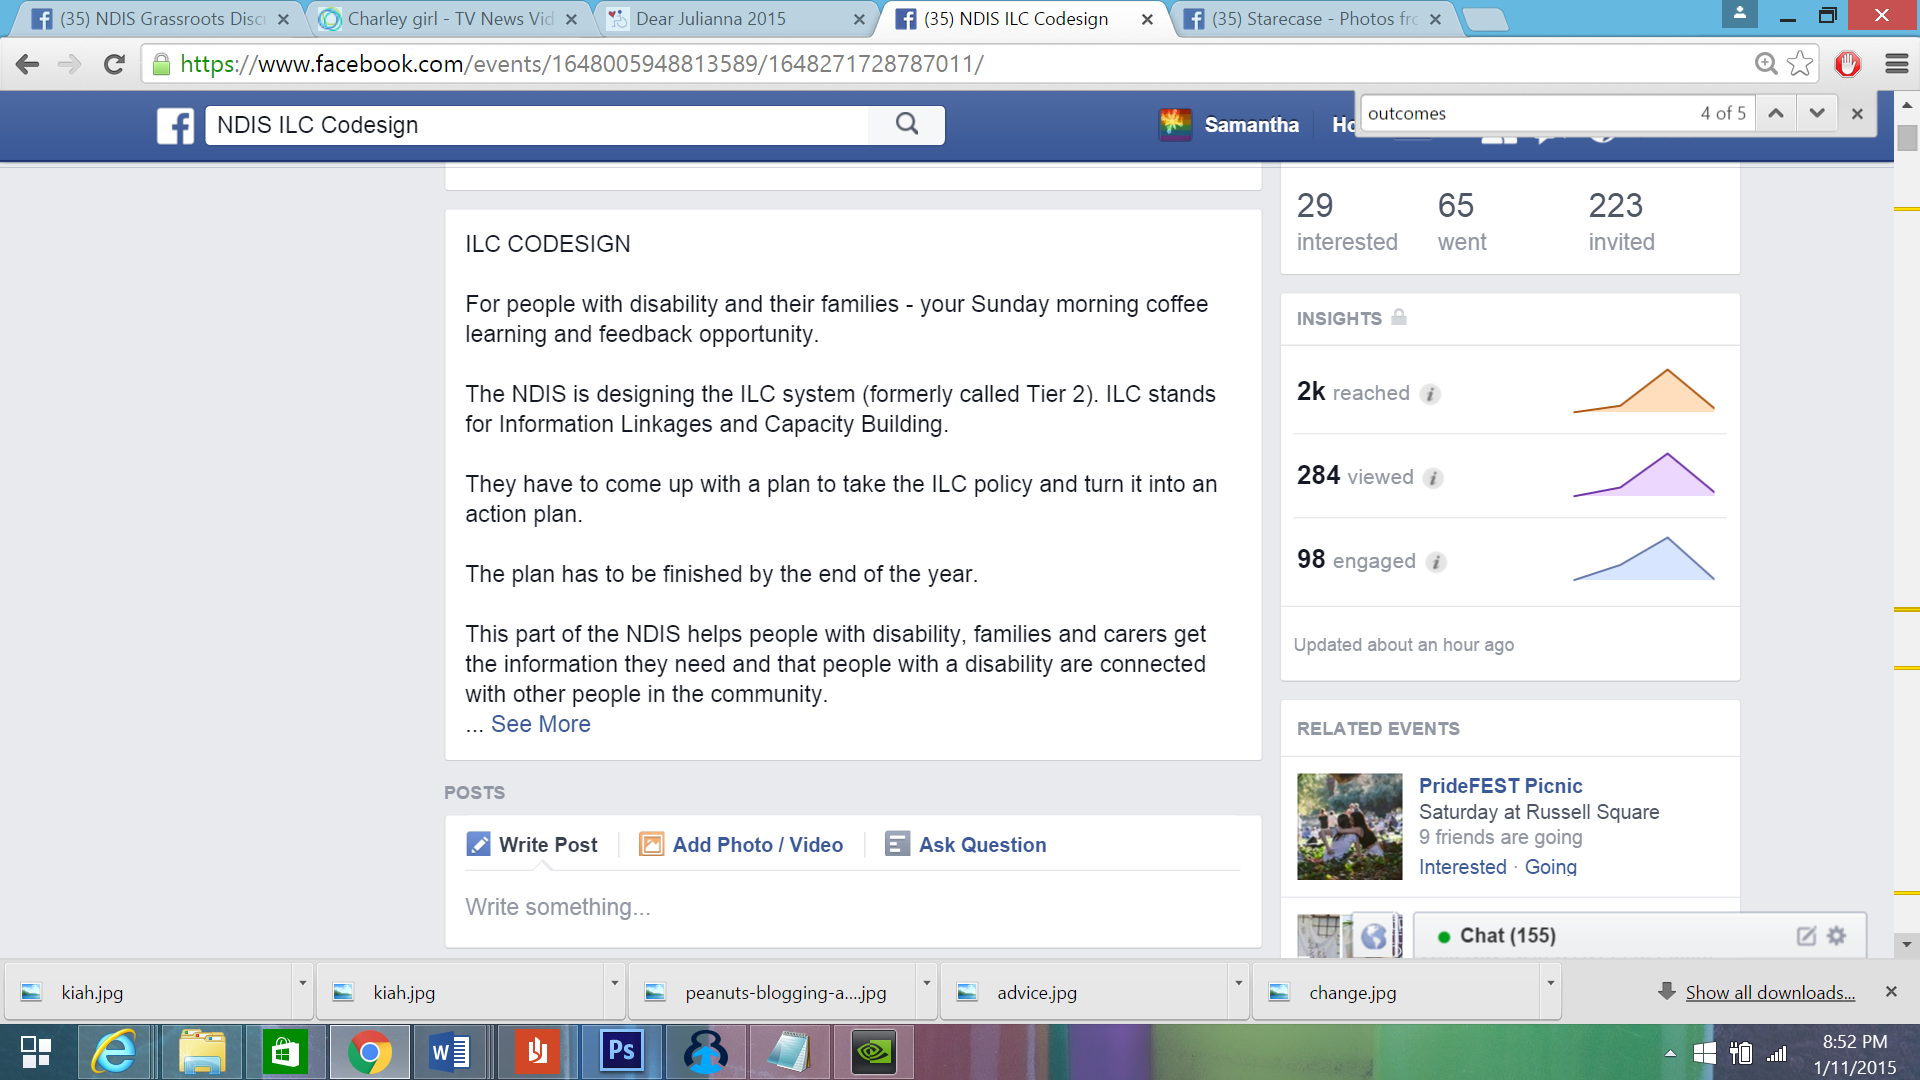 (35) NDIS Grassroots Disc
Charley girl - TV News Vid
Dear Julianna 2015
(35) NDIS ILC Codesign
(35) Starecase - Photos fr
https://www.facebook.com/events/1648005948813589/1648271728787011/
NDIS ILC Codesign
Samantha
Ho
outcomes
4 of 5
29
65
223
interested
went
invited
ILC CODESIGN
For people with disability and their families - your Sunday morning coffee
learning and feedback opportunity.
The NDIS is designing the ILC system (formerly called Tier 2). ILC stands
for Information Linkages and Capacity Building.
They have to come up with a plan to take the ILC policy and turn it into an
action plan.
The plan has to be finished by the end of the year.
This part of the NDIS helps people with disability, families and carers get
the information they need and that people with a disability are connected
with other people in the community.
... See More
INSIGHTS
2k reached
284 viewed
98 engaged
Updated about an hour ago
RELATED EVENTS
PrideFEST Picnic
Saturday at Russell Square
9 friends are going
Interested · Going
POSTS
Write Post
Add Photo / Video
Ask Question
Write something...
Chat (155)
kiah.jpg
kiah.jpg
peanuts-blogging-a....jpg
advice.jpg
change.jpg
Show all downloads...
Ps
8:52 PM
1/11/2015